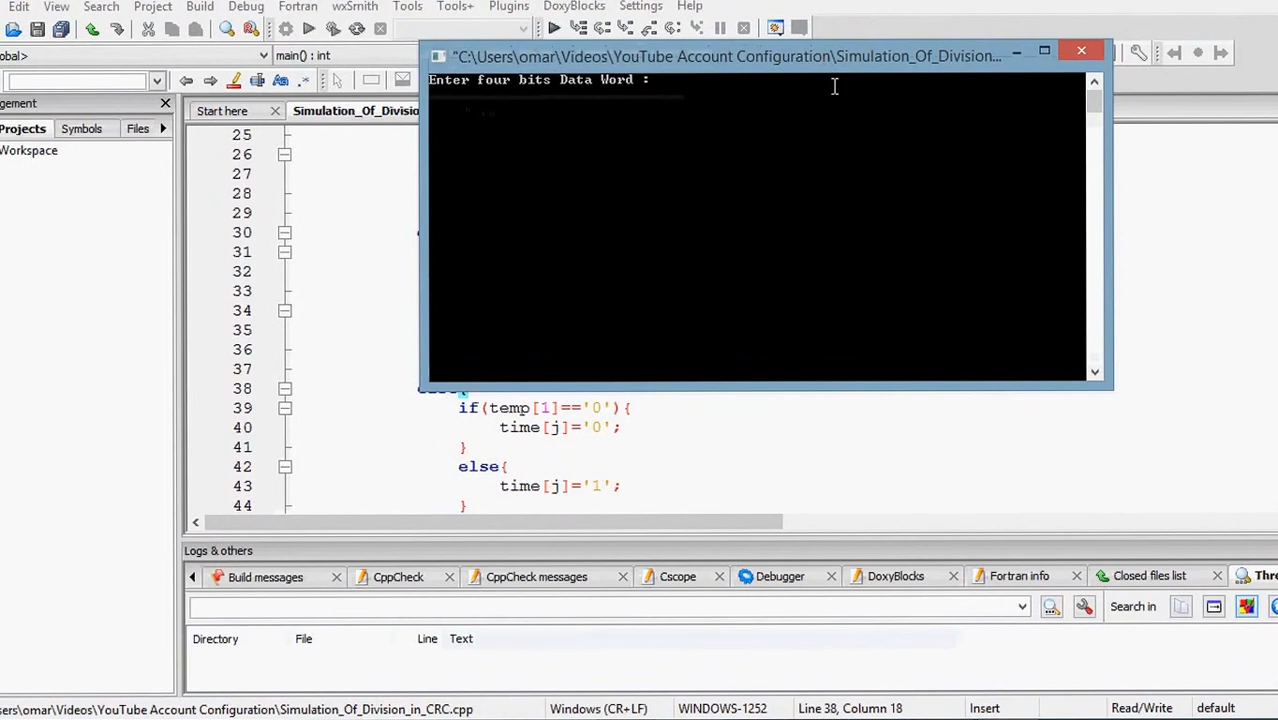 Edit View Search Project Build Debug Fortran wxSmith Tools Tools+ Plugins DoxyBlocks Settings Help
obal> main() : int
"C:\Users\omar\Videos\YouTube Account Configuration\Simulation_Of_Division...
Enter four bits Data Word :
gement
Projects Symbols Files
Workspace
Start here Simulation_Of_Divisio
25
26
27
28
29
30
31
32
33
34
35
36
37
38
39 if(temp[1]=='0'){
40 time[j]='0';
41 }
42 else{
43 time[j]='1';
44 }
Logs & others
Build messages CppCheck CppCheck messages Cscope Debugger DoxyBlocks Fortran info Closed files list Thre
Search in
Directory File Line Text
ers\omar\Videos\YouTube Account Configuration\Simulation_Of_Division_in_CRC.cpp Windows (CR+LF) WINDOWS-1252 Line 38, Column 18 Insert Read/Write default